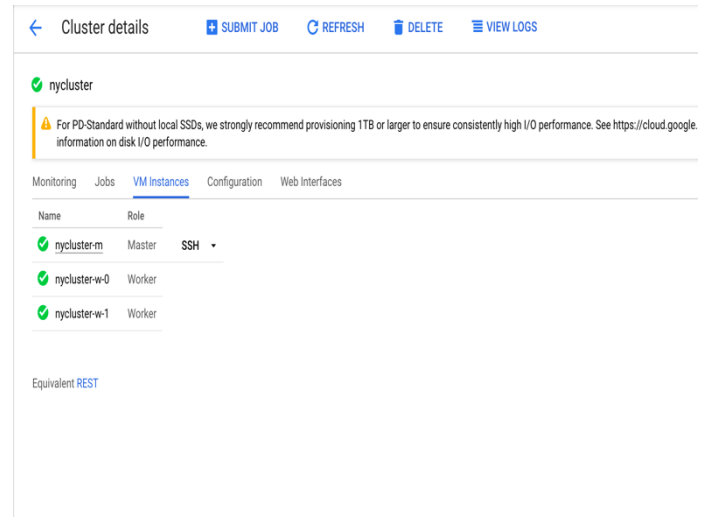 Cluster details SUBMIT JOB REFRESH DELETE VIEW LOGS
nycluster
For PD-Standard without local SSDs, we strongly recommend provisioning 1TB or larger to ensure consistently high I/O performance. See https://cloud.google.
information on disk I/O performance.
Monitoring Jobs VM Instances Configuration Web Interfaces
Name Role
nycluster-m Master SSH
nycluster-w-0 Worker
nycluster-w-1 Worker
Equivalent REST